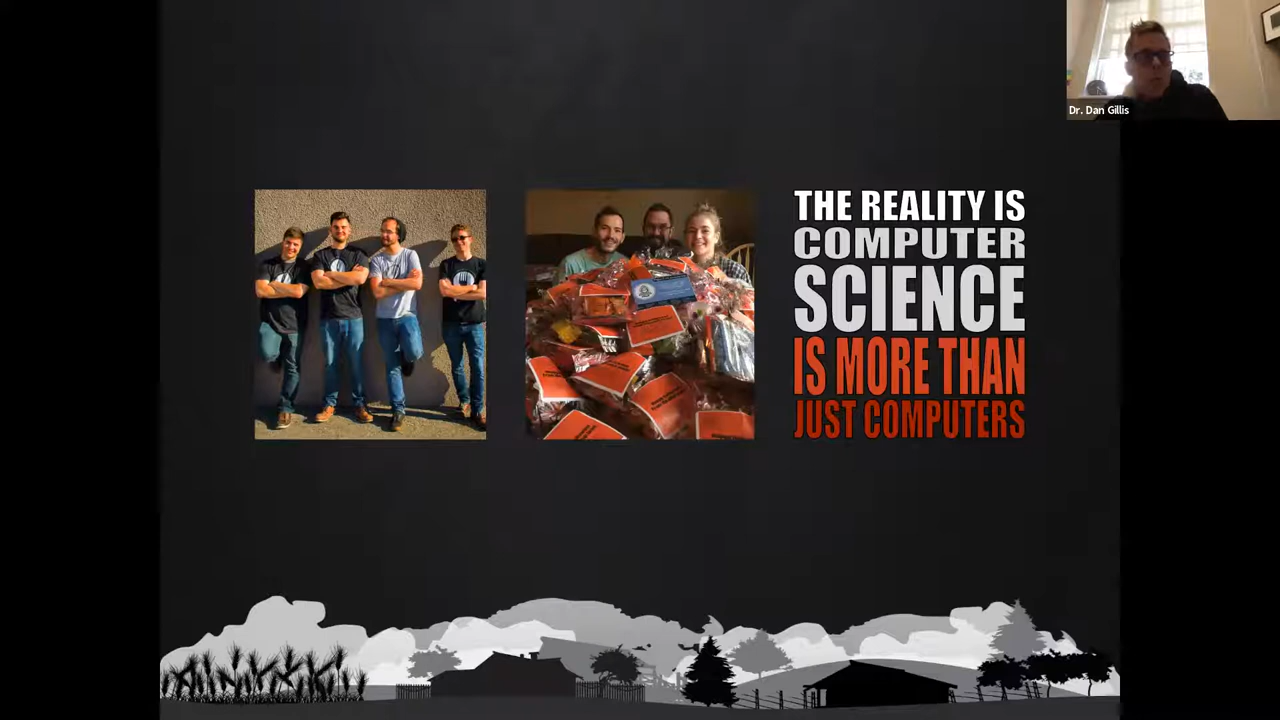 Dr. Dan Gillis
THE REALITY IS
COMPUTER
SCIENCE
IS MORE THAN
JUST COMPUTERS